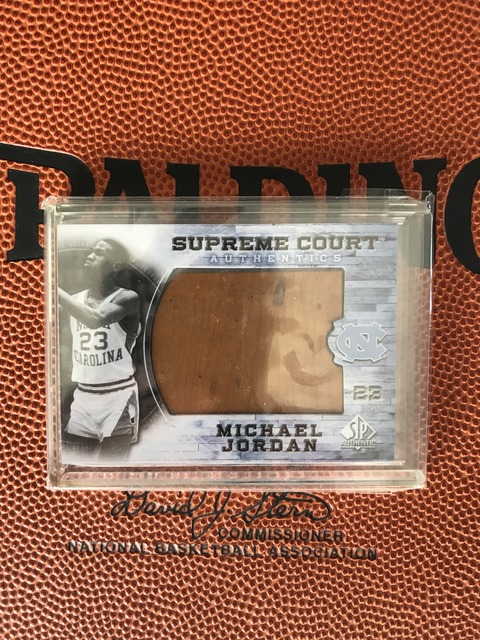 SPALDING
SUPREME COURT
AUTHENTICS
NORTH
23
CAROLINA
NC
23
MICHAEL
JORDAN
SP
AUTHENTIC
David J. Stern
COMMISSIONER
NATIONAL BASKETBALL ASSOCIATION